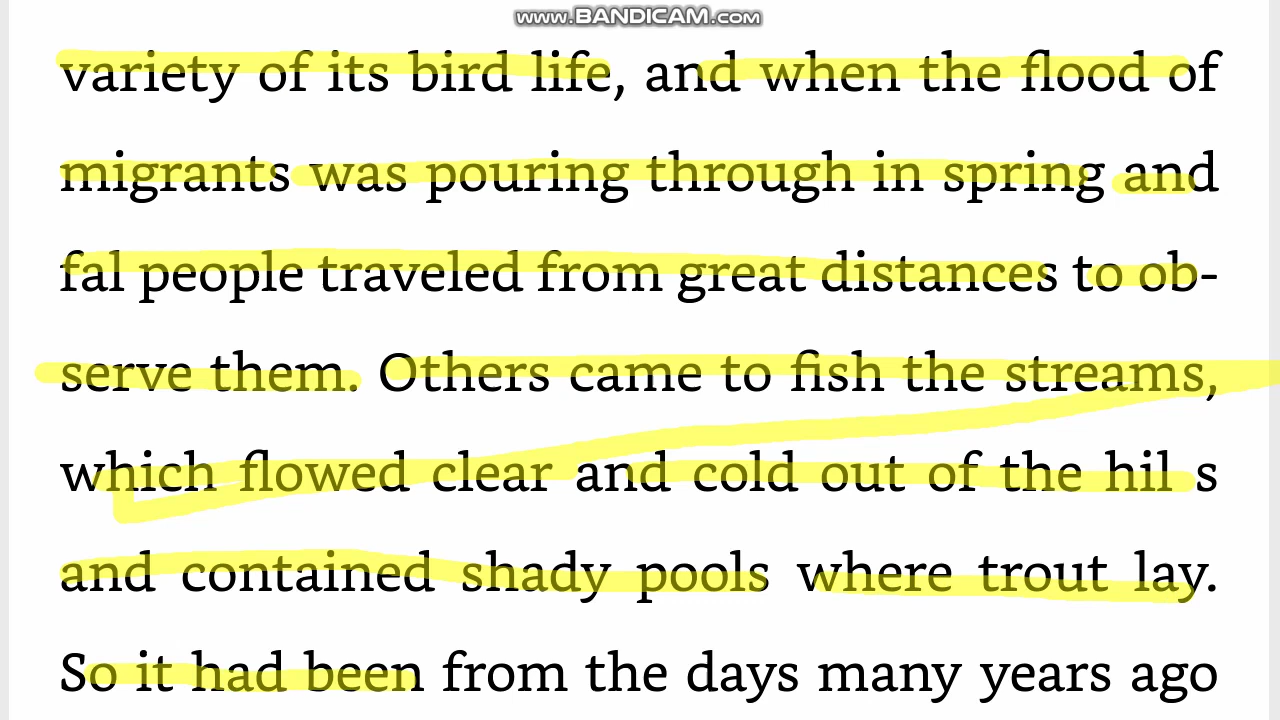 www.BANDICAM.com
variety of its bird life, and when the flood of
migrants was pouring through in spring and
fal people traveled from great distances to ob-
serve them. Others came to fish the streams,
which flowed clear and cold out of the hil s
and contained shady pools where trout lay.
So it had been from the days many years ago